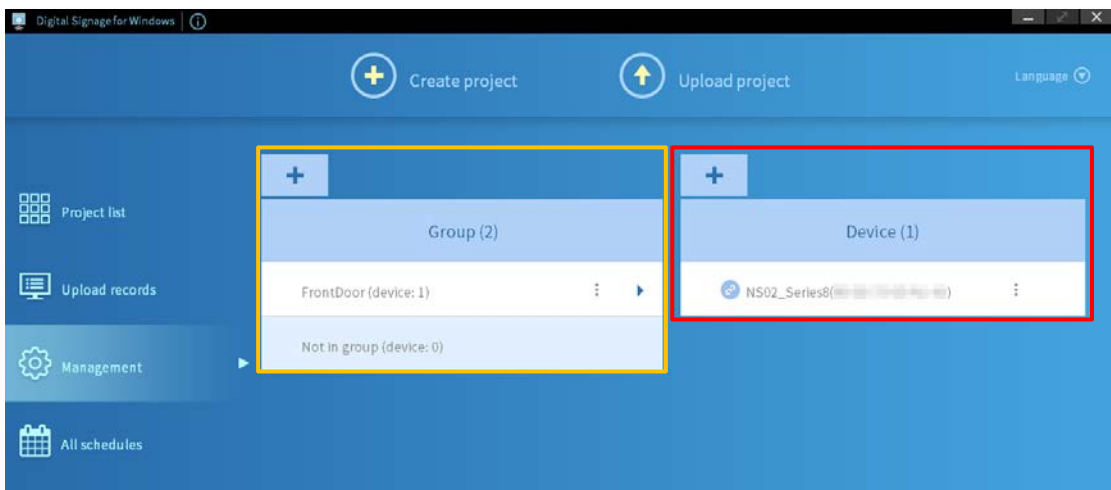 Digital Signage for Windows
Create project
Upload project
Language
Project list
Upload records
Management
All schedules
Group (2)
FrontDoor (device: 1)
Not in group (device: 0)
Device (1)
NS02_Series8( )